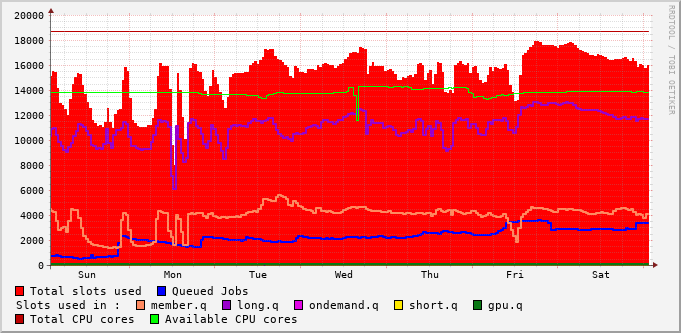 20000
18000
16000
14000
12000
10000
8000
6000
4000
2000
0
Sun Mon Tue Wed Thu Fri Sat
RRDTOOL / TOBI OETIKER
Total slots used Queued Jobs
Slots used in : member.q long.q ondemand.q short.q gpu.q
Total CPU cores Available CPU cores